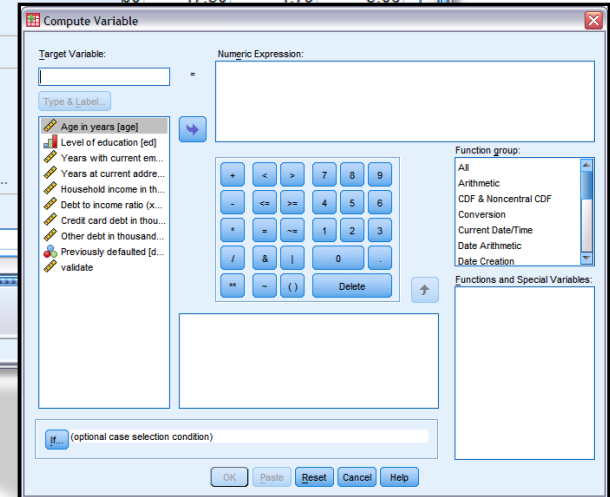 Compute Variable
Target Variable:
Numeric Expression:
=
Type & Label...
Age in years [age]
Level of education [ed]
Years with current em...
Years at current addre...
Household income in th...
Debt to income ratio (x...
Credit card debt in thou...
Other debt in thousand...
Previously defaulted [d...
validate
+ < > 7 8 9
- <= >= 4 5 6
* = ~= 1 2 3
/ & | 0 .
** ~ ( ) Delete
Function group:
All
Arithmetic
CDF & Noncentral CDF
Conversion
Current Date/Time
Date Arithmetic
Date Creation
Functions and Special Variables:
If... (optional case selection condition)
OK Paste Reset Cancel Help